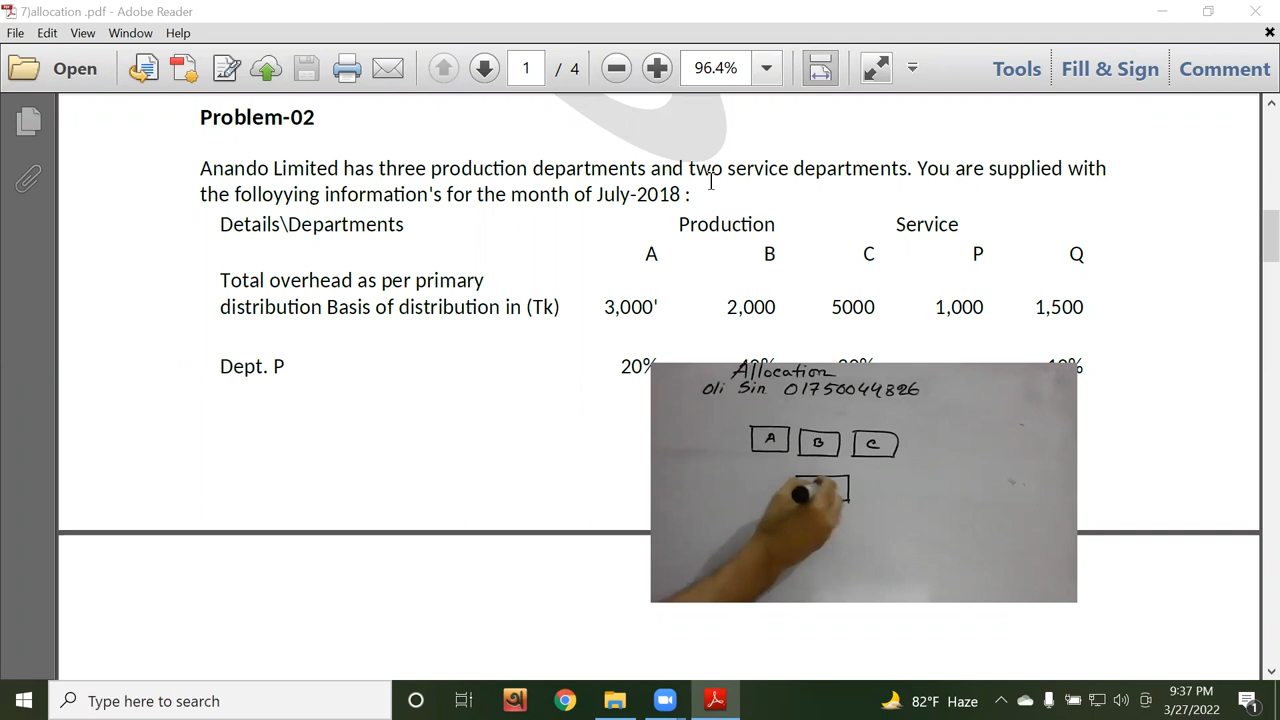 7)allocation .pdf - Adobe Reader
File Edit View Window Help
Open 1 / 4 96.4% Tools Fill & Sign Comment
Problem-02
Anando Limited has three production departments and two service departments. You are supplied with
the folloyying information's for the month of July-2018 :
Details\Departments Production Service
A B C P Q
Total overhead as per primary
distribution Basis of distribution in (Tk) 3,000' 2,000 5000 1,000 1,500
Dept. P 20%
Allocation
Oli Sir 01750044826
A B C
Type here to search
82°F Haze
9:37 PM
3/27/2022
1